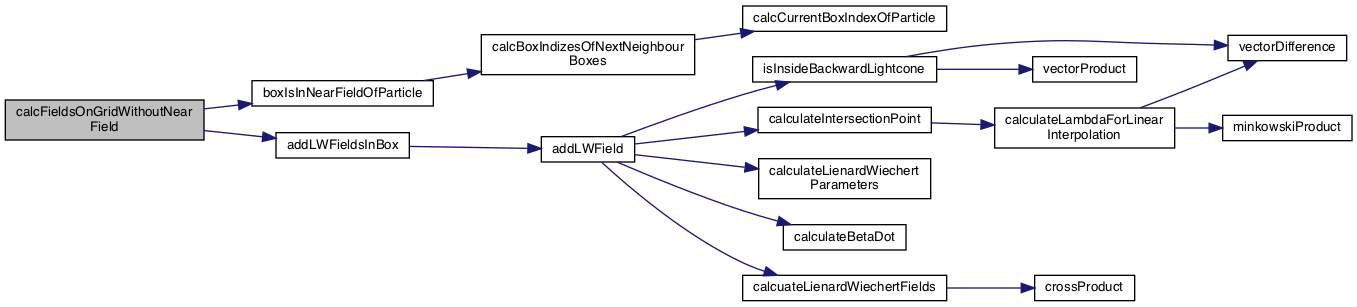 calcFieldsOnGridWithoutNear
Field
boxIsInNearFieldOfParticle
addLWFieldsInBox
calcBoxIndizesOfNextNeighbour
Boxes
addLWField
calcCurrentBoxIndexOfParticle
isInsideBackwardLightcone
calculateIntersectionPoint
calculateLienardWiechert
Parameters
calculateBetaDot
calcuateLienardWiechertFields
vectorProduct
calculateLambdaForLinear
Interpolation
crossProduct
vectorDifference
minkowskiProduct